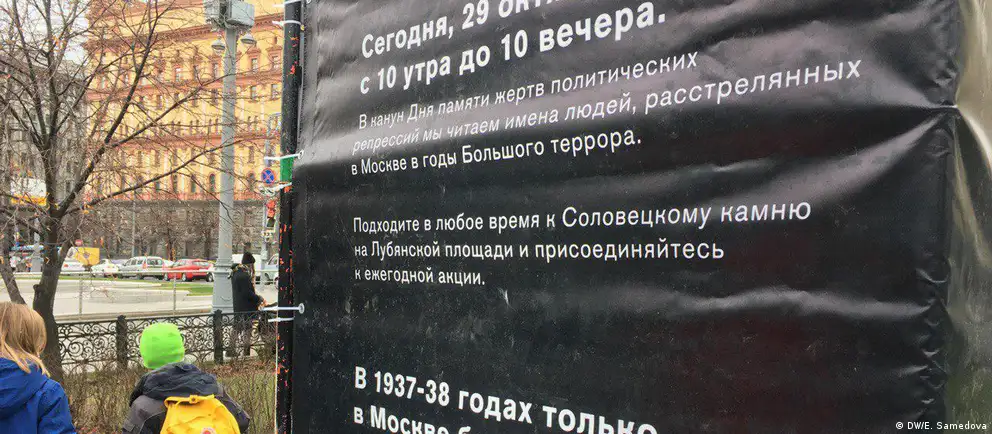 Сегодня, 29
с 10 утра до 10 вечера.
В канун Дня памяти жертв политических
репрессий мы читаем имена людей, расстрелянных
в Москве в годы Большого террора.
Подходите в любое время к Соловецкому камню
на Лубянской площади и присоединяйтесь
к ежегодной акции.
В 1937-38 годах только
в Москве
© DW/E. Samedova